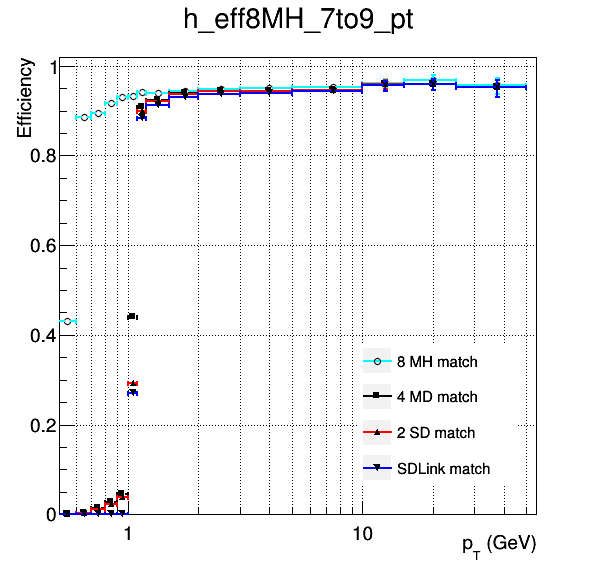 h_eff8MH_7to9_pt
Efficiency
1
0.8
0.6
0.4
0.2
0
8 MH match
4 MD match
2 SD match
SDLink match
1 10
p_T (GeV)